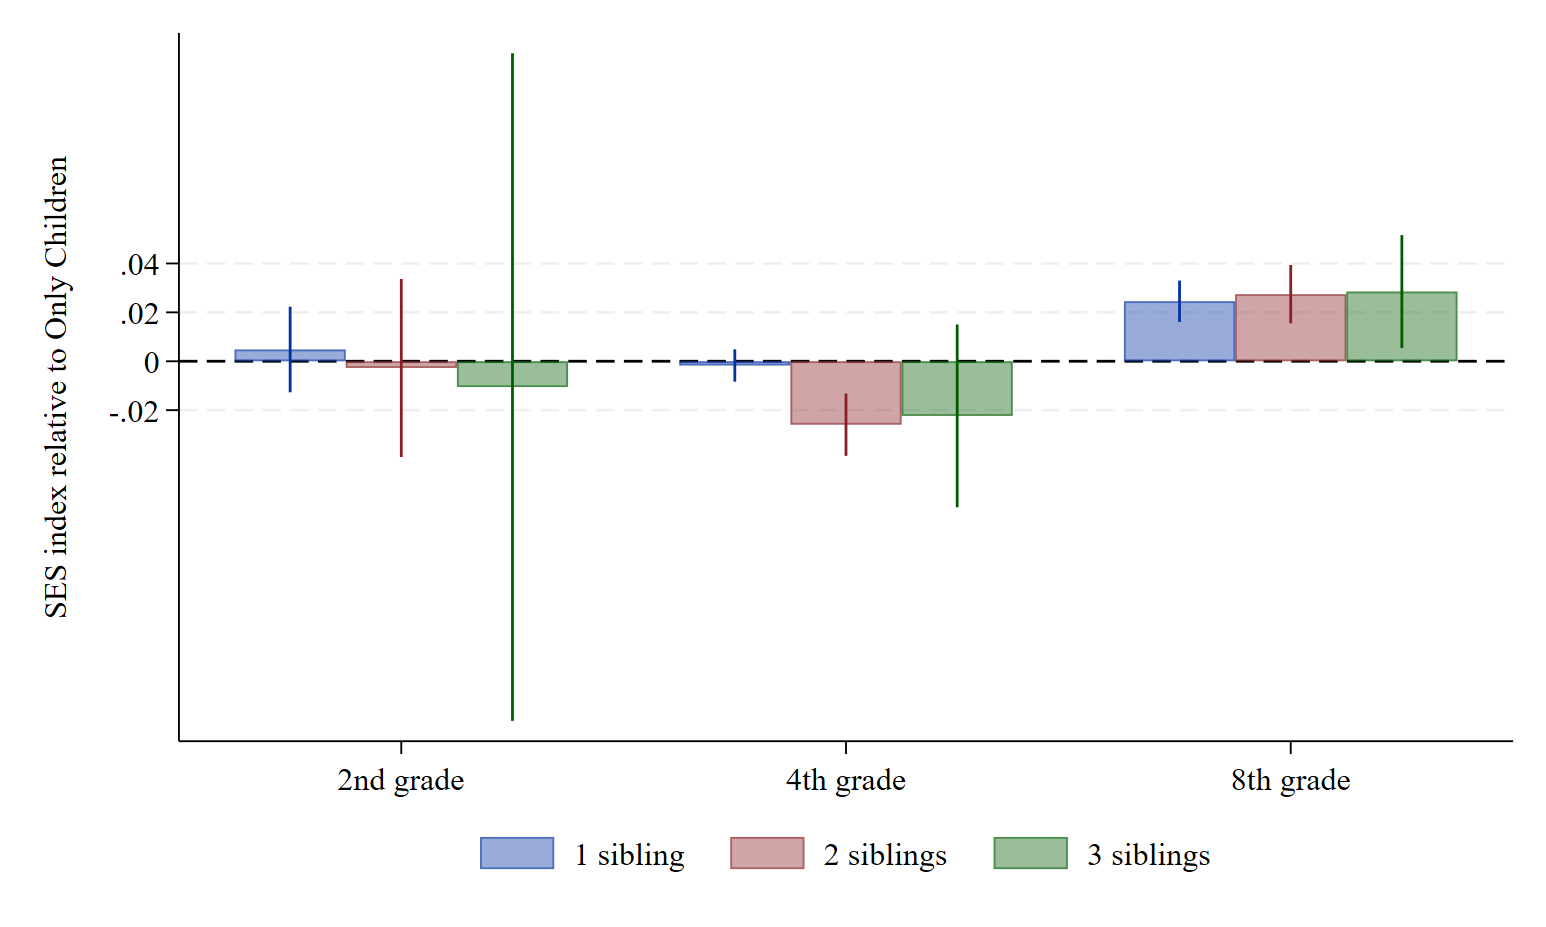 SES index relative to Only Children
.04
.02
0
-.02
2nd grade 4th grade 8th grade
1 sibling 2 siblings 3 siblings